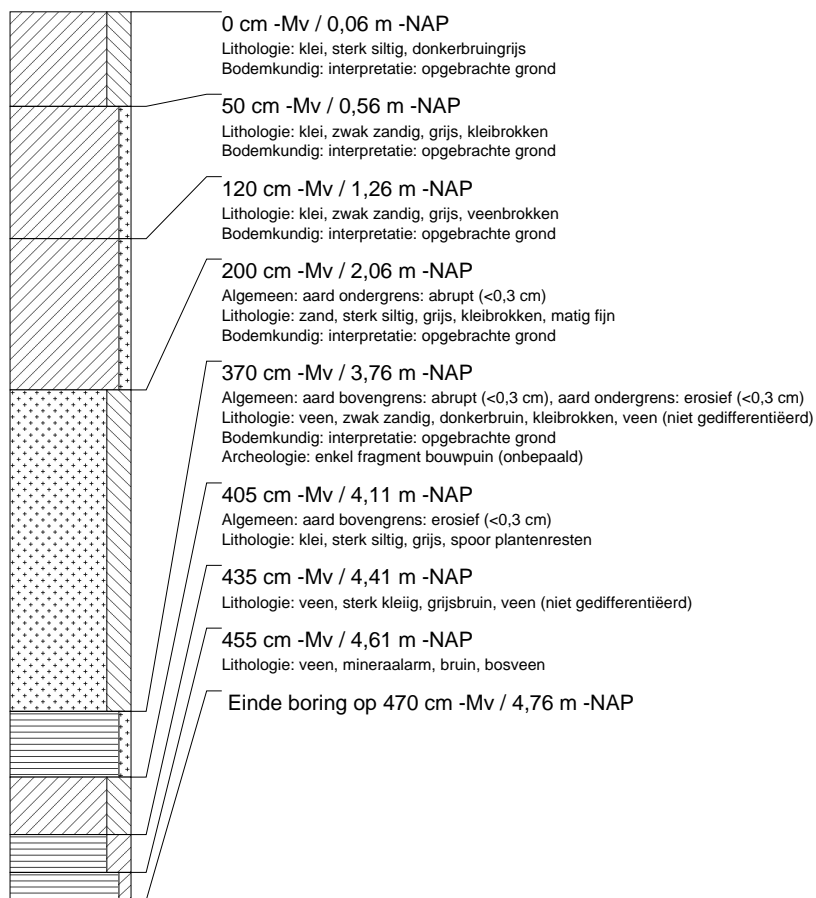 0 cm -Mv / 0,06 m -NAP
Lithologie: klei, sterk siltig, donkerbruingrijs
Bodemkundig: interpretatie: opgebrachte grond
50 cm -Mv / 0,56 m -NAP
Lithologie: klei, zwak zandig, grijs, kleibrokken
Bodemkundig: interpretatie: opgebrachte grond
120 cm -Mv / 1,26 m -NAP
Lithologie: klei, zwak zandig, grijs, veenbrokken
Bodemkundig: interpretatie: opgebrachte grond
200 cm -Mv / 2,06 m -NAP
Algemeen: aard ondergrens: abrupt (<0,3 cm)
Lithologie: zand, sterk siltig, grijs, kleibrokken, matig fijn
Bodemkundig: interpretatie: opgebrachte grond
370 cm -Mv / 3,76 m -NAP
Algemeen: aard bovengrens: abrupt (<0,3 cm), aard ondergrens: erosief (<0,3 cm)
Lithologie: veen, zwak zandig, donkerbruin, kleibrokken, veen (niet gedifferentiëerd)
Bodemkundig: interpretatie: opgebrachte grond
Archeologie: enkel fragment bouwpuin (onbepaald)
405 cm -Mv / 4,11 m -NAP
Algemeen: aard bovengrens: erosief (<0,3 cm)
Lithologie: klei, sterk siltig, grijs, spoor plantenresten
435 cm -Mv / 4,41 m -NAP
Lithologie: veen, sterk kleiig, grijsbruin, veen (niet gedifferentiëerd)
455 cm -Mv / 4,61 m -NAP
Lithologie: veen, mineraalarm, bruin, bosveen
Einde boring op 470 cm -Mv / 4,76 m -NAP